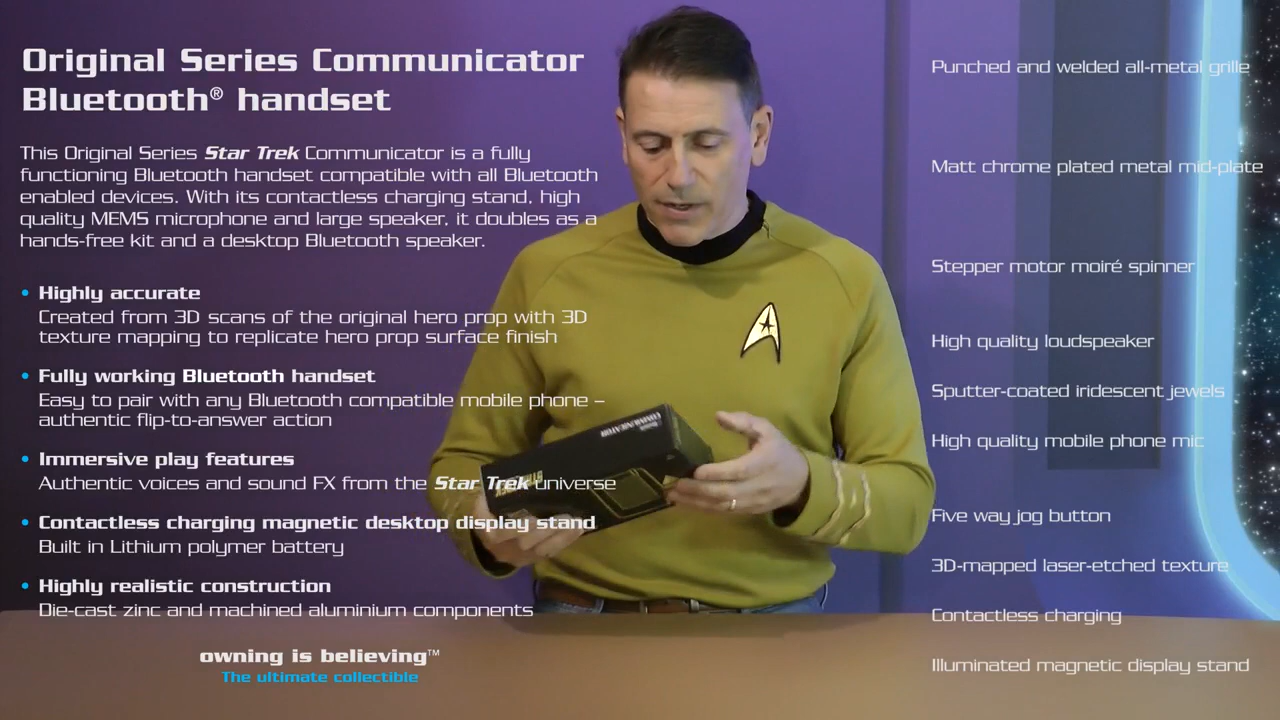 Original Series Communicator
Bluetooth® handset
This Original Series Star Trek Communicator is a fully
functioning Bluetooth handset compatible with all Bluetooth
enabled devices. With its contactless charging stand, high
quality MEMS microphone and large speaker, it doubles as a
hands-free kit and a desktop Bluetooth speaker.
• Highly accurate
Created from 3D scans of the original hero prop with 3D
texture mapping to replicate hero prop surface finish
• Fully working Bluetooth handset
Easy to pair with any Bluetooth compatible mobile phone –
authentic flip-to-answer action
• Immersive play features
Authentic voices and sound FX from the Star Trek universe
• Contactless charging magnetic desktop display stand
Built in Lithium polymer battery
• Highly realistic construction
Die-cast zinc and machined aluminium components
owning is believing™
The ultimate collectible
COMMUNICATOR
Punched and welded all-metal grille
Matt chrome plated metal mid-plate
Stepper motor moiré spinner
High quality loudspeaker
Sputter-coated iridescent jewels
High quality mobile phone mic
Five way jog button
3D-mapped laser-etched texture
Contactless charging
Illuminated magnetic display stand